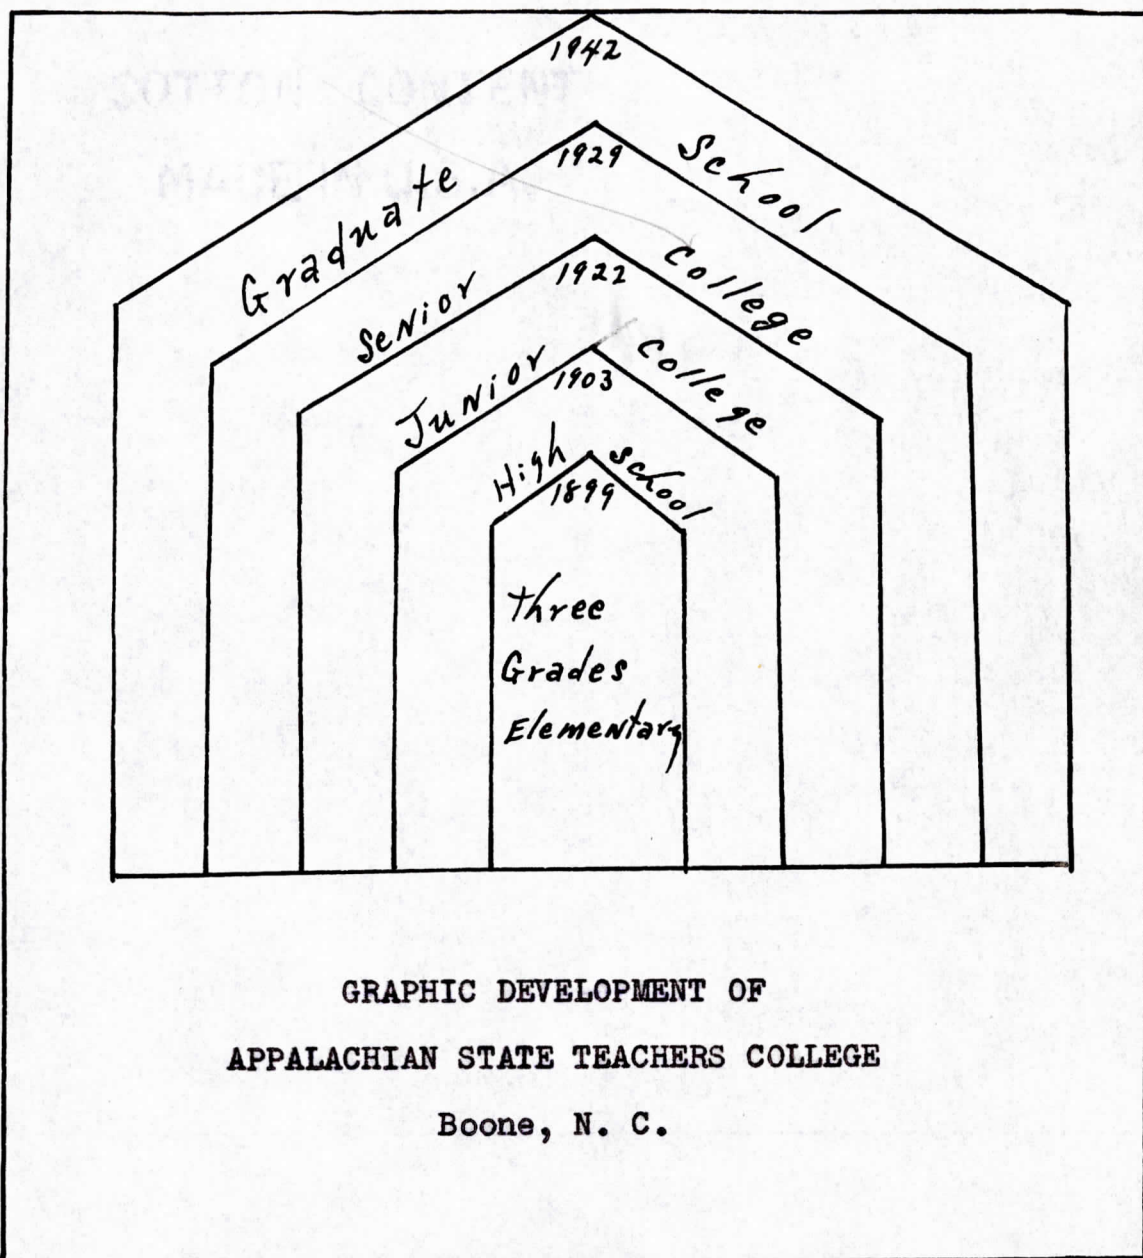 1942
Graduate School
1929
Senior College
1922
Junior College
1903
High School
1899
Three
Grades
Elementary
GRAPHIC DEVELOPMENT OF
APPALACHIAN STATE TEACHERS COLLEGE
Boone, N. C.